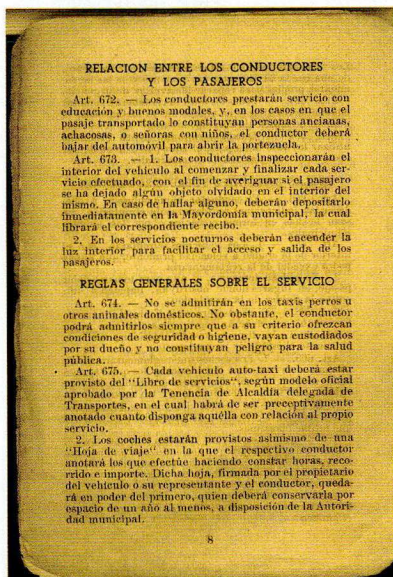 RELACION ENTRE LOS CONDUCTORES
Y LOS PASAJEROS
Art. 672. — Los conductores prestarán servicio con
educación y buenos modales, y, en los casos en que el
pasaje transportado lo constituyan personas ancianas,
achacosas, o señoras con niños, el conductor deberá
bajar del automóvil para abrir la portezuela.
Art. 673. — 1. Los conductores inspeccionarán el
interior del vehículo al comenzar y finalizar cada ser-
vicio efectuado, con el fin de averiguar si el pasajero
se ha dejado algún objeto olvidado en el interior del
mismo. En caso de hallar alguno, deberán depositarlo
inmediatamente en la Mayordomía municipal, la cual
librará el correspondiente recibo.
2. En los servicios nocturnos deberán encender la
luz interior para facilitar el acceso y salida de los
pasajeros.
REGLAS GENERALES SOBRE EL SERVICIO
Art. 674. — No se admitirán en los taxis perros u
otros animales domésticos. No obstante, el conductor
podrá admitirlos siempre que a su criterio ofrezcan
condiciones de seguridad o higiene, vayan custodiados
por su dueño y no constituyan peligro para la salud
pública.
Art. 675. — Cada vehículo auto-taxi deberá estar
provisto del "Libro de servicios", según modelo oficial
aprobado por la Tenencia de Alcaldía delegada de
Transportes, en el cual habrá de ser preceptivamente
anotado cuanto disponga aquélla con relación al propio
servicio.
2. Los coches estarán provistos asimismo de una
"Hoja de viaje" en la que el respectivo conductor
anotará los que efectúe haciendo constar horas, reco-
rrido e importe. Dicha hoja, firmada por el propietario
del vehículo o su representante y el conductor, queda-
rá en poder del primero, quien deberá conservarla por
espacio de un año al menos, a disposición de la Autori-
dad municipal.
8